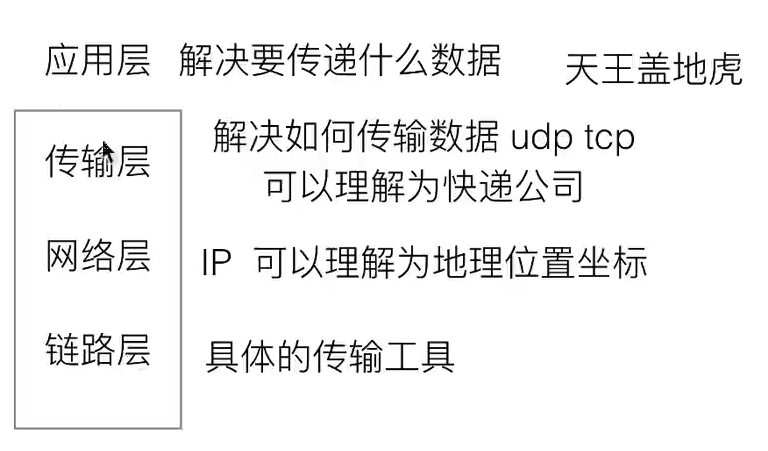 应用层 解决要传递什么数据 天王盖地虎
传输层 解决如何传输数据 udp tcp
可以理解为快递公司
网络层 IP 可以理解为地理位置坐标
链路层 具体的传输工具